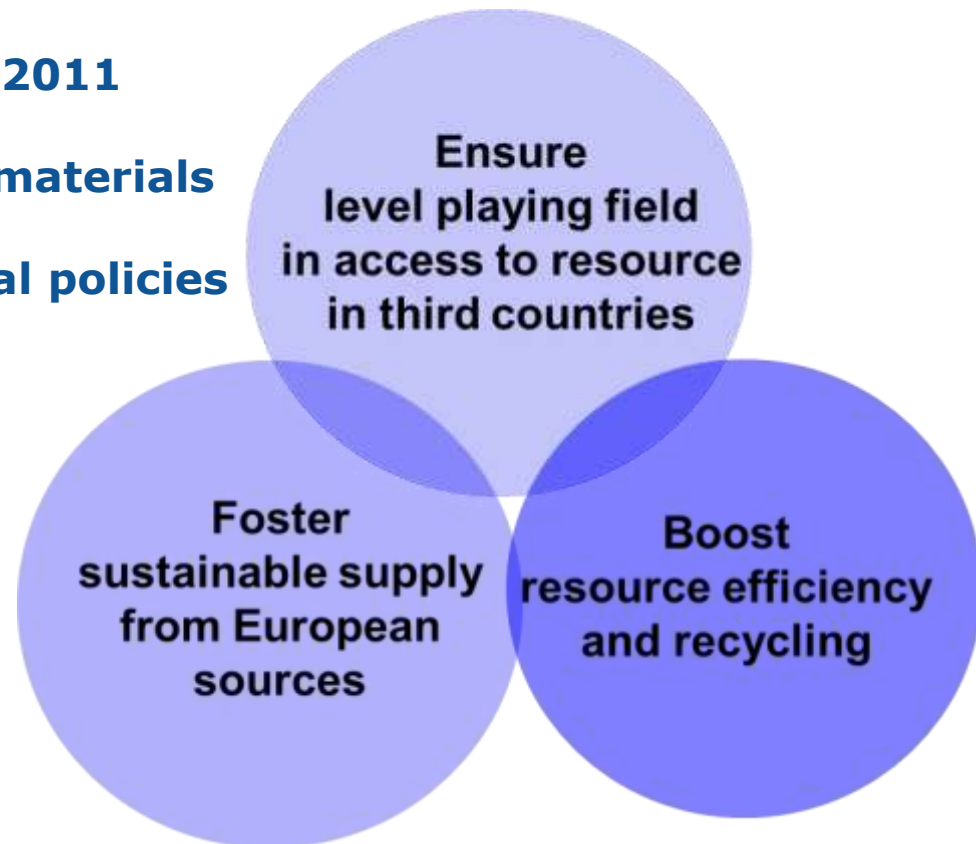 2011
materials
al policies
Ensure
level playing field
in access to resource
in third countries
Foster
sustainable supply
from European
sources
Boost
resource efficiency
and recycling